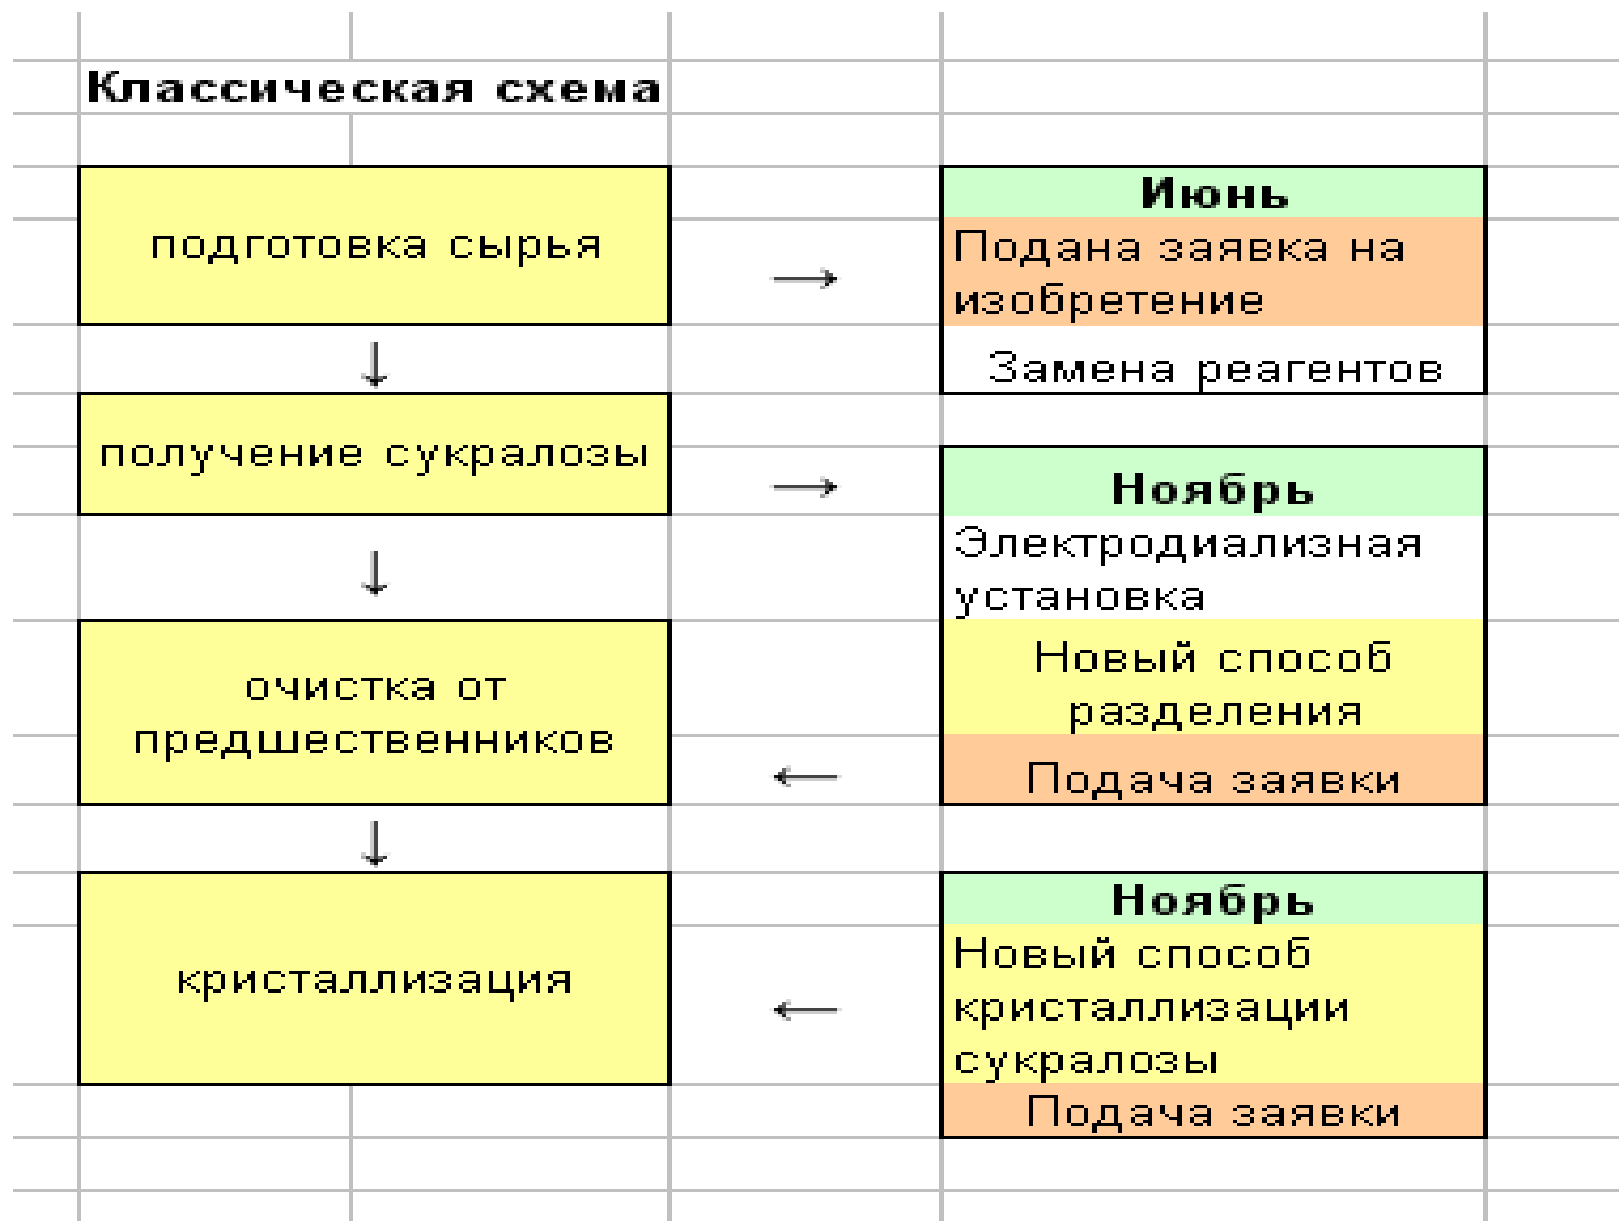 Классическая схема
подготовка сырья
→
Июнь
Подана заявка на
изобретение
Замена реагентов
↓
получение сукралозы
→
Ноябрь
Электродиализная
установка
Новый способ
разделения
Подача заявки
↓
очистка от
предшественников
←
↓
кристаллизация
←
Ноябрь
Новый способ
кристаллизации
сукралозы
Подача заявки